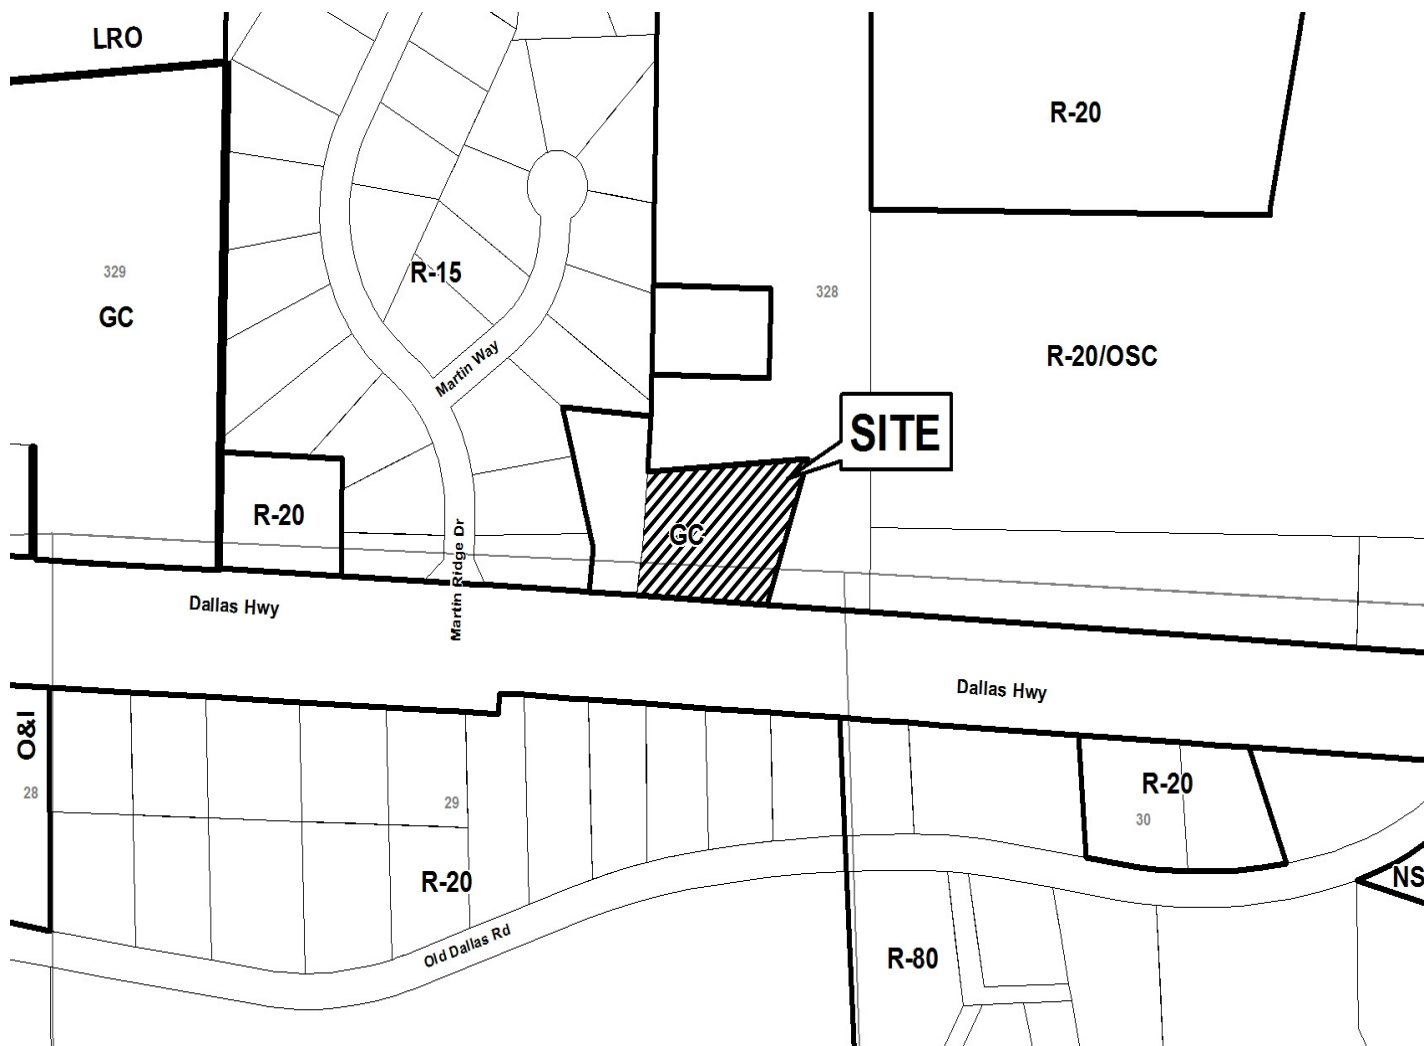 LRO
R-20
329
R-15
328
GC
Martin Way
R-20/OSC
SITE
R-20
GC
Martin Ridge Dr
Dallas Hwy
Dallas Hwy
O&I
28
29
R-20
30
R-20
NS
Old Dallas Rd
R-80